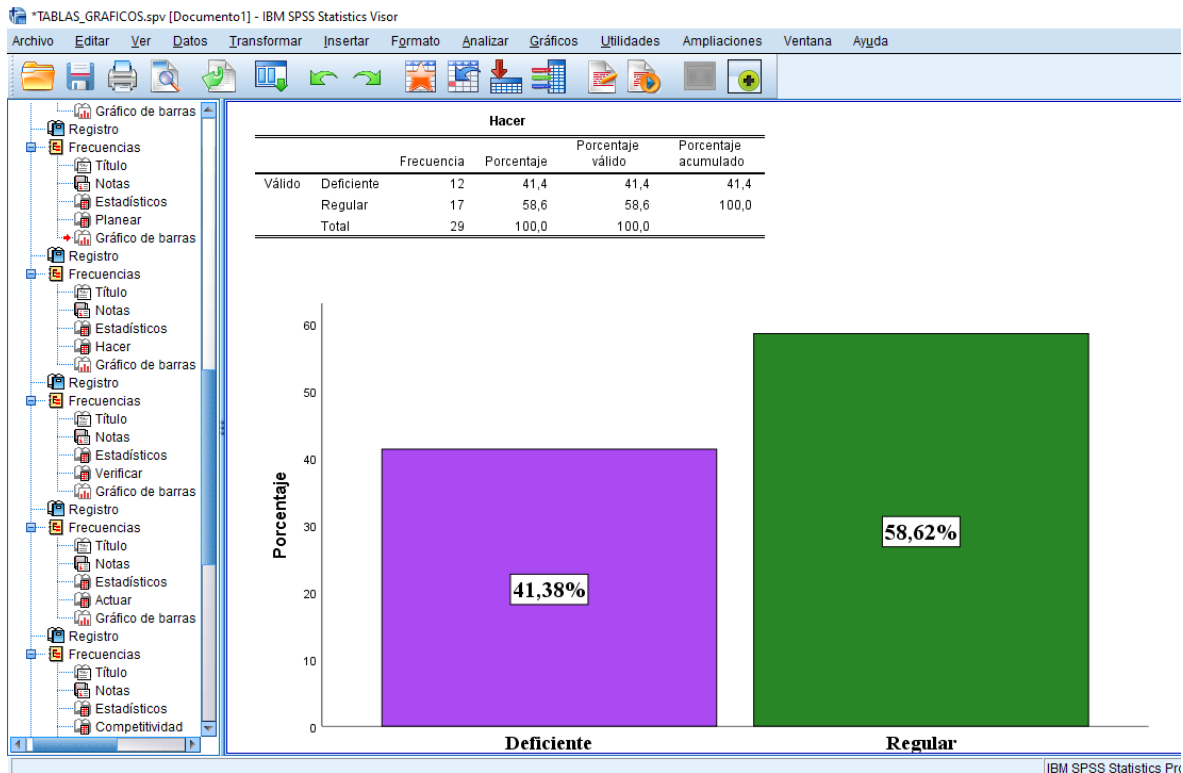 *TABLAS_GRAFICOS.spv [Documento1] - IBM SPSS Statistics Visor
Archivo Editar Ver Datos Transformar Insertar Formato Analizar Gráficos Utilidades Ampliaciones Ventana Ayuda
Gráfico de barras
Registro
Frecuencias
Título
Notas
Estadísticos
Planear
Gráfico de barras
Registro
Frecuencias
Título
Notas
Estadísticos
Hacer
Gráfico de barras
Registro
Frecuencias
Título
Notas
Estadísticos
Verificar
Gráfico de barras
Registro
Frecuencias
Título
Notas
Estadísticos
Actuar
Gráfico de barras
Registro
Frecuencias
Título
Notas
Estadísticos
Competitividad
Hacer
Frecuencia Porcentaje Porcentaje válido Porcentaje acumulado
Válido Deficiente 12 41,4 41,4 41,4
Regular 17 58,6 58,6 100,0
Total 29 100,0 100,0
Porcentaje
60
50
40
30
20
10
0
41,38%
58,62%
Deficiente Regular
IBM SPSS Statistics Pro